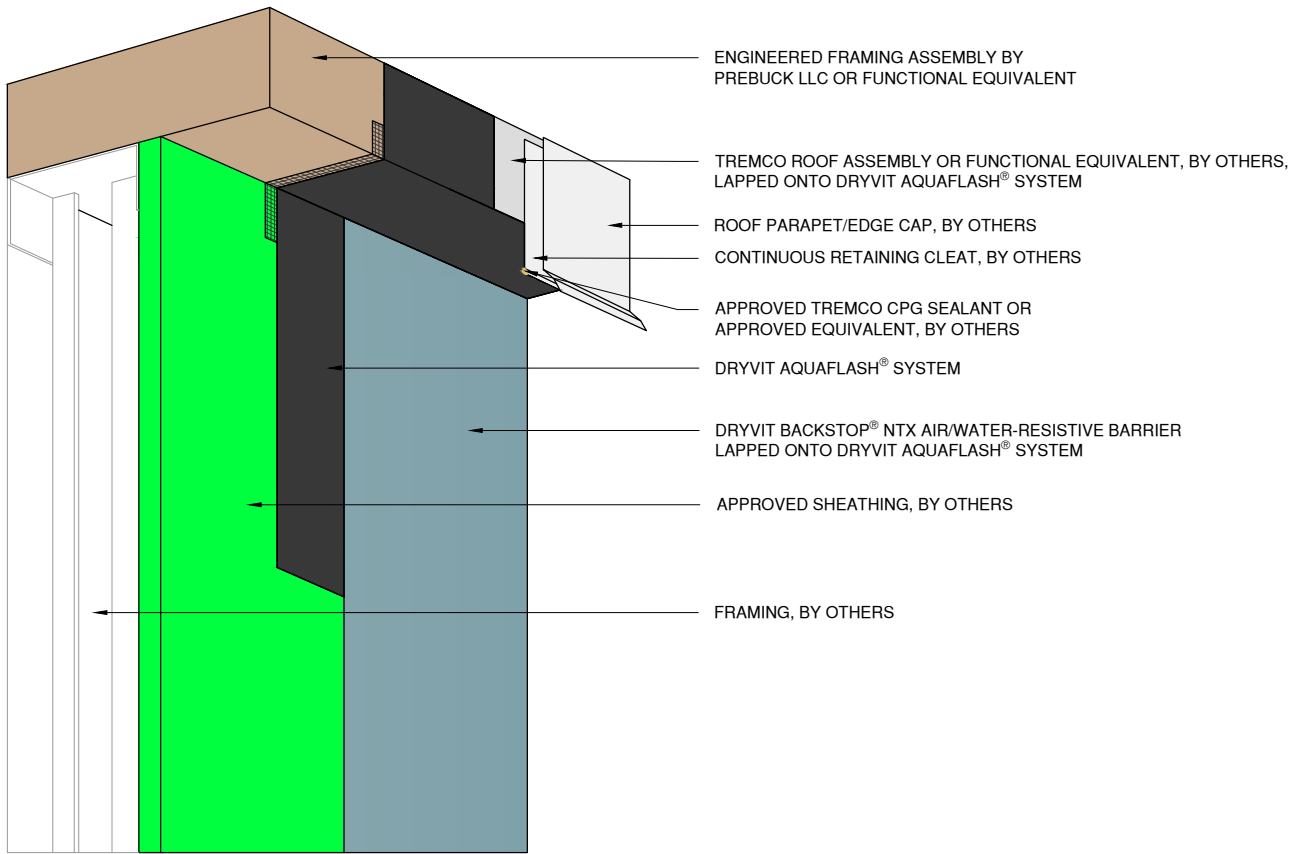 ENGINEERED FRAMING ASSEMBLY BY
PREBUCK LLC OR FUNCTIONAL EQUIVALENT
TREMCO ROOF ASSEMBLY OR FUNCTIONAL EQUIVALENT, BY OTHERS,
LAPPED ONTO DRYVIT AQUAFLASH® SYSTEM
ROOF PARAPET/EDGE CAP, BY OTHERS
CONTINUOUS RETAINING CLEAT, BY OTHERS
APPROVED TREMCO CPG SEALANT OR
APPROVED EQUIVALENT, BY OTHERS
DRYVIT AQUAFLASH® SYSTEM
DRYVIT BACKSTOP® NTX AIR/WATER-RESISTIVE BARRIER
LAPPED ONTO DRYVIT AQUAFLASH® SYSTEM
APPROVED SHEATHING, BY OTHERS
FRAMING, BY OTHERS